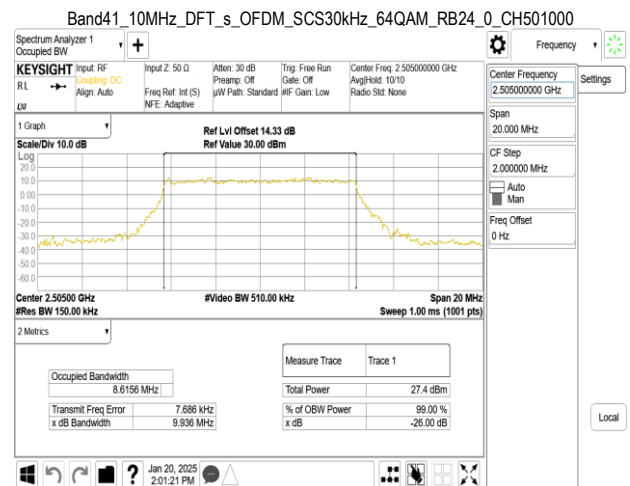 Band41_10MHz_DFT_s_OFDM_SCS30kHz_64QAM_RB24_0_CH501000
Spectrum Analyzer 1
Occupied BW
Frequency
KEYSIGHT
RL
Input: RF
Coupling: DC
Align: Auto
Input Z: 50 Ω
Freq Ref: Int (S)
NFE: Adaptive
Atten: 30 dB
Preamp: Off
µW Path: Standard
Trig: Free Run
Gate: Off
#IF Gain: Low
Center Freq: 2.505000000 GHz
Avg|Hold: 10/10
Radio Std: None
Center Frequency
2.505000000 GHz
Settings
Span
20.000 MHz
CF Step
2.000000 MHz
Auto
Man
Freq Offset
0 Hz
Local
1 Graph
Scale/Div 10.0 dB
Ref Lvl Offset 14.33 dB
Ref Value 30.00 dBm
Log
20.0
10.0
0.00
-10.0
-20.0
-30.0
-40.0
-50.0
-60.0
Center 2.50500 GHz
#Res BW 150.00 kHz
#Video BW 510.00 kHz
Span 20 MHz
Sweep 1.00 ms (1001 pts)
2 Metrics
Measure Trace Trace 1
Occupied Bandwidth
8.6156 MHz
Total Power 27.4 dBm
Transmit Freq Error 7.686 kHz
% of OBW Power 99.00 %
x dB Bandwidth 9.936 MHz
x dB -26.00 dB
Jan 20, 2025
2:01:21 PM